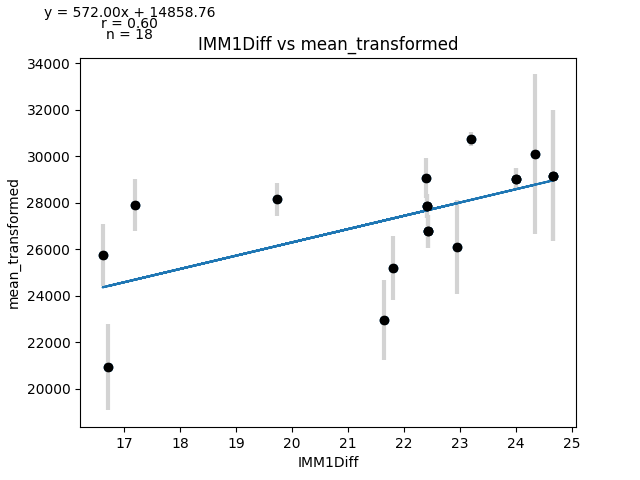 y = 572.00x + 14858.76
r = 0.60
n = 18
IMM1Diff vs mean_transformed
34000
32000
30000
28000
26000
24000
22000
20000
mean_transformed
17 18 19 20 21 22 23 24 25
IMM1Diff